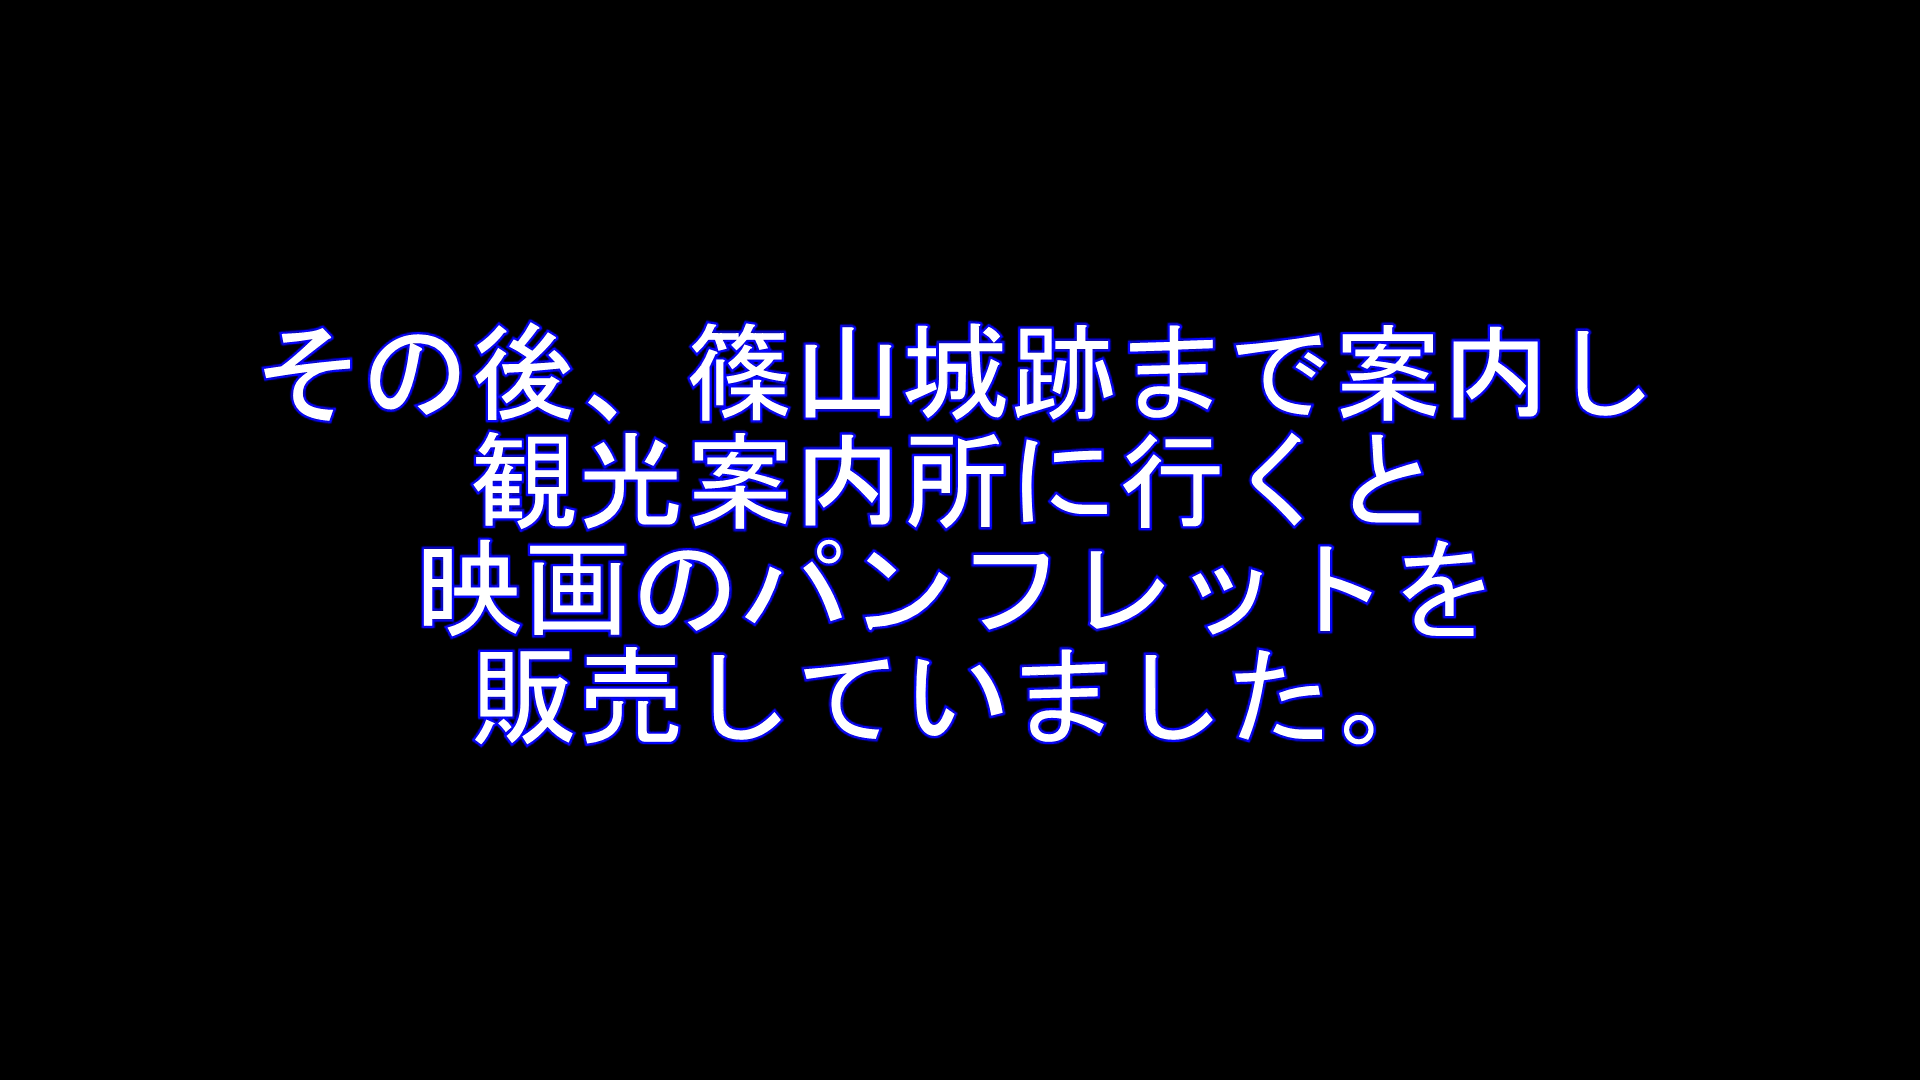 その後、篠山城跡まで案内し
観光案内所に行くと
映画のパンフレットを
販売していました。